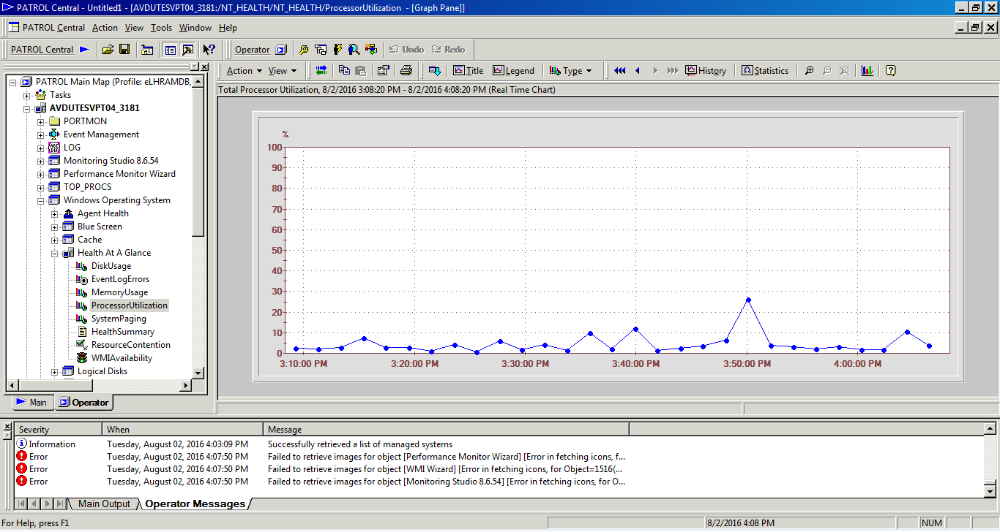 PATROL Central - Untitled1 - [AVDUTESVPT04_3181:/NT_HEALTH/NT_HEALTH/ProcessorUtilization - [Graph Pane]]
PATROL Central Action View Tools Window Help
PATROL Central Operator Undo Redo
Action View Title Legend Type History Statistics
PATROL Main Map (Profile: eLHRAMDB,
Tasks
AVDUTESVPT04_3181
PORTMON
Event Management
LOG
Monitoring Studio 8.6.54
Performance Monitor Wizard
TOP_PROCS
Windows Operating System
Agent Health
Blue Screen
Cache
Health At A Glance
DiskUsage
EventLogErrors
MemoryUsage
ProcessorUtilization
SystemPaging
HealthSummary
ResourceContention
WMIAvailability
Logical Disks
Main Operator
Total Processor Utilization, 8/2/2016 3:08:20 PM - 8/2/2016 4:08:20 PM (Real Time Chart)
%
100
90
80
70
60
50
40
30
20
10
0
3:10:00 PM 3:20:00 PM 3:30:00 PM 3:40:00 PM 3:50:00 PM 4:00:00 PM
Severity When Message
Information Tuesday, August 02, 2016 4:03:09 PM Successfully retrieved a list of managed systems
Error Tuesday, August 02, 2016 4:07:50 PM Failed to retrieve images for object [Performance Monitor Wizard] [Error in fetching icons, f...
Error Tuesday, August 02, 2016 4:07:50 PM Failed to retrieve images for object [WMI Wizard] [Error in fetching icons, for Object=1516(...
Error Tuesday, August 02, 2016 4:07:50 PM Failed to retrieve images for object [Monitoring Studio 8.6.54] [Error in fetching icons, for O...
Main Output Operator Messages
For Help, press F1 8/2/2016 4:08 PM NUM